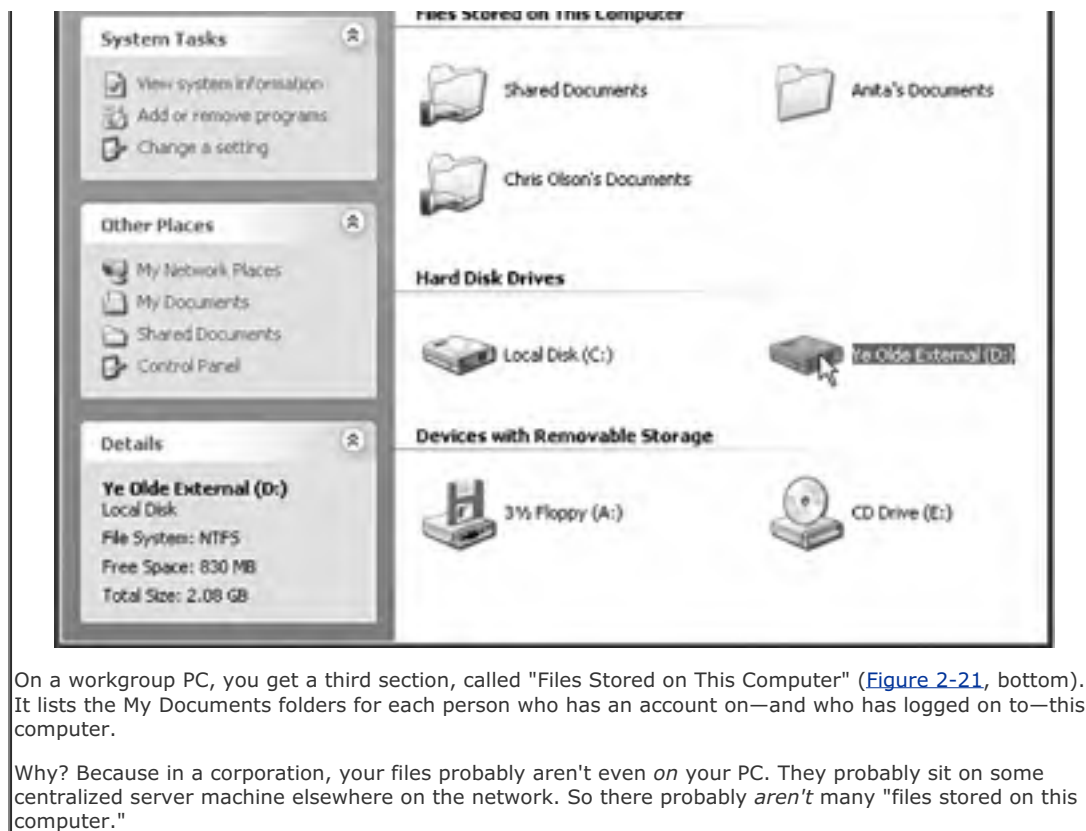 Files Stored on This Computer
System Tasks
View system information
Add or remove programs
Change a setting
Shared Documents
Anita's Documents
Chris Olson's Documents
Other Places
My Network Places
My Documents
Shared Documents
Control Panel
Hard Disk Drives
Local Disk (C:)
Ye Olde External (D:)
Details
Ye Olde External (D:)
Local Disk
File System: NTFS
Free Space: 830 MB
Total Size: 2.08 GB
Devices with Removable Storage
3½ Floppy (A:)
CD Drive (E:)
On a workgroup PC, you get a third section, called "Files Stored on This Computer" (Figure 2-21, bottom).
It lists the My Documents folders for each person who has an account on—and who has logged on to—this
computer.
Why? Because in a corporation, your files probably aren't even on your PC. They probably sit on some
centralized server machine elsewhere on the network. So there probably aren't many "files stored on this
computer."